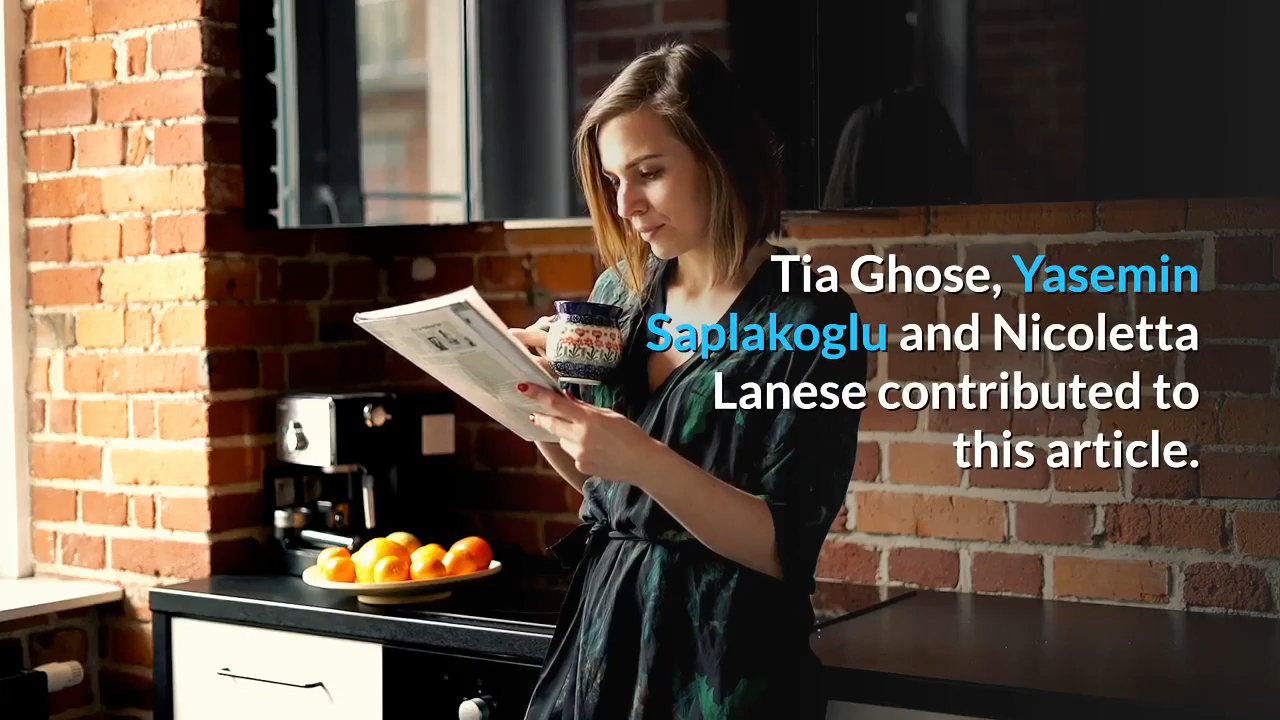 Tia Ghose, Yasemin
Saplakoglu and Nicoletta
Lanese contributed to
this article.